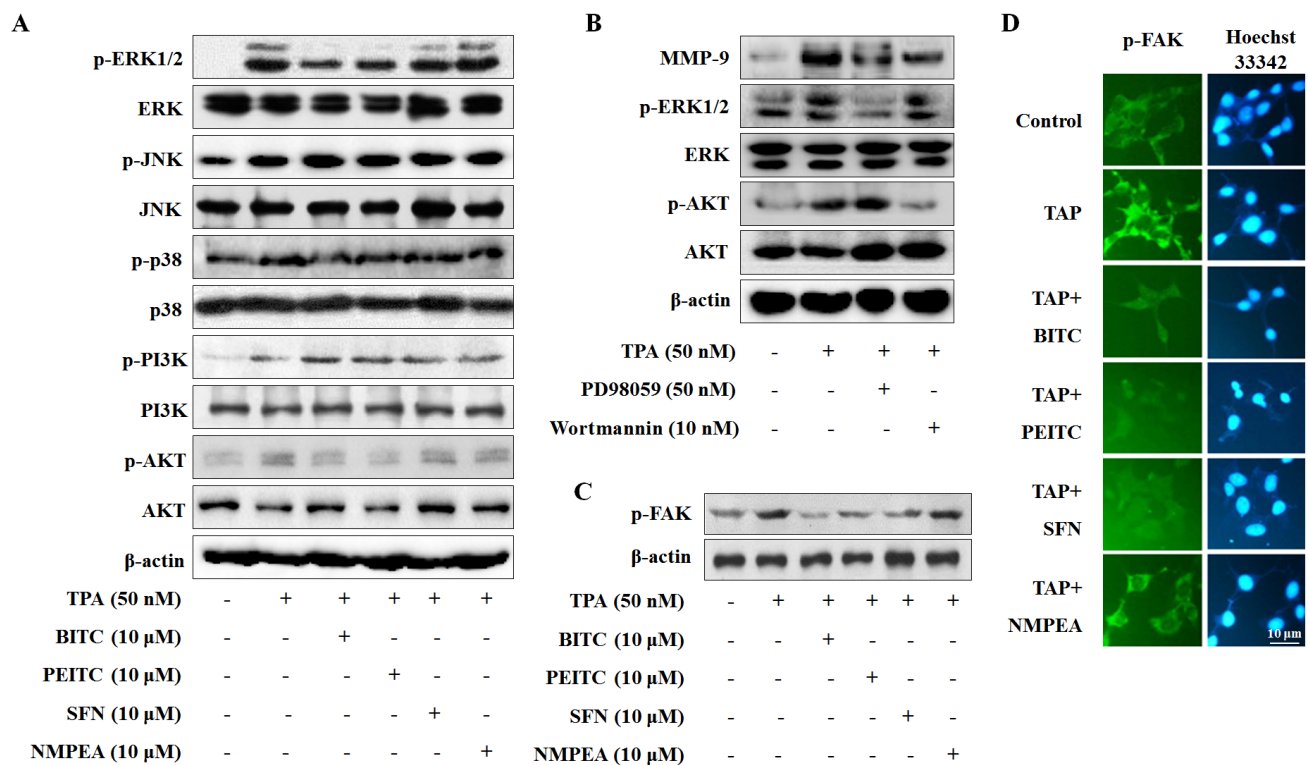 A
p-ERK1/2
ERK
p-JNK
JNK
p-p38
p38
p-PI3K
PI3K
p-AKT
AKT
β-actin
TPA (50 nM) - + + + + +
BITC (10 μM) - - + - - -
PEITC (10 μM) - - - + - -
SFN (10 μM) - - - - + -
NMPEA (10 μM) - - - - - +
B
MMP-9
p-ERK1/2
ERK
p-AKT
AKT
β-actin
TPA (50 nM) - + + +
PD98059 (50 nM) - - + -
Wortmannin (10 nM) - - - +
C
p-FAK
β-actin
TPA (50 nM) - + + + + +
BITC (10 μM) - - + - - -
PEITC (10 μM) - - - + - -
SFN (10 μM) - - - - + -
NMPEA (10 μM) - - - - - +
D
p-FAK
Hoechst
33342
Control
TAP
TAP+
BITC
TAP+
PEITC
TAP+
SFN
TAP+
NMPEA
10 μm